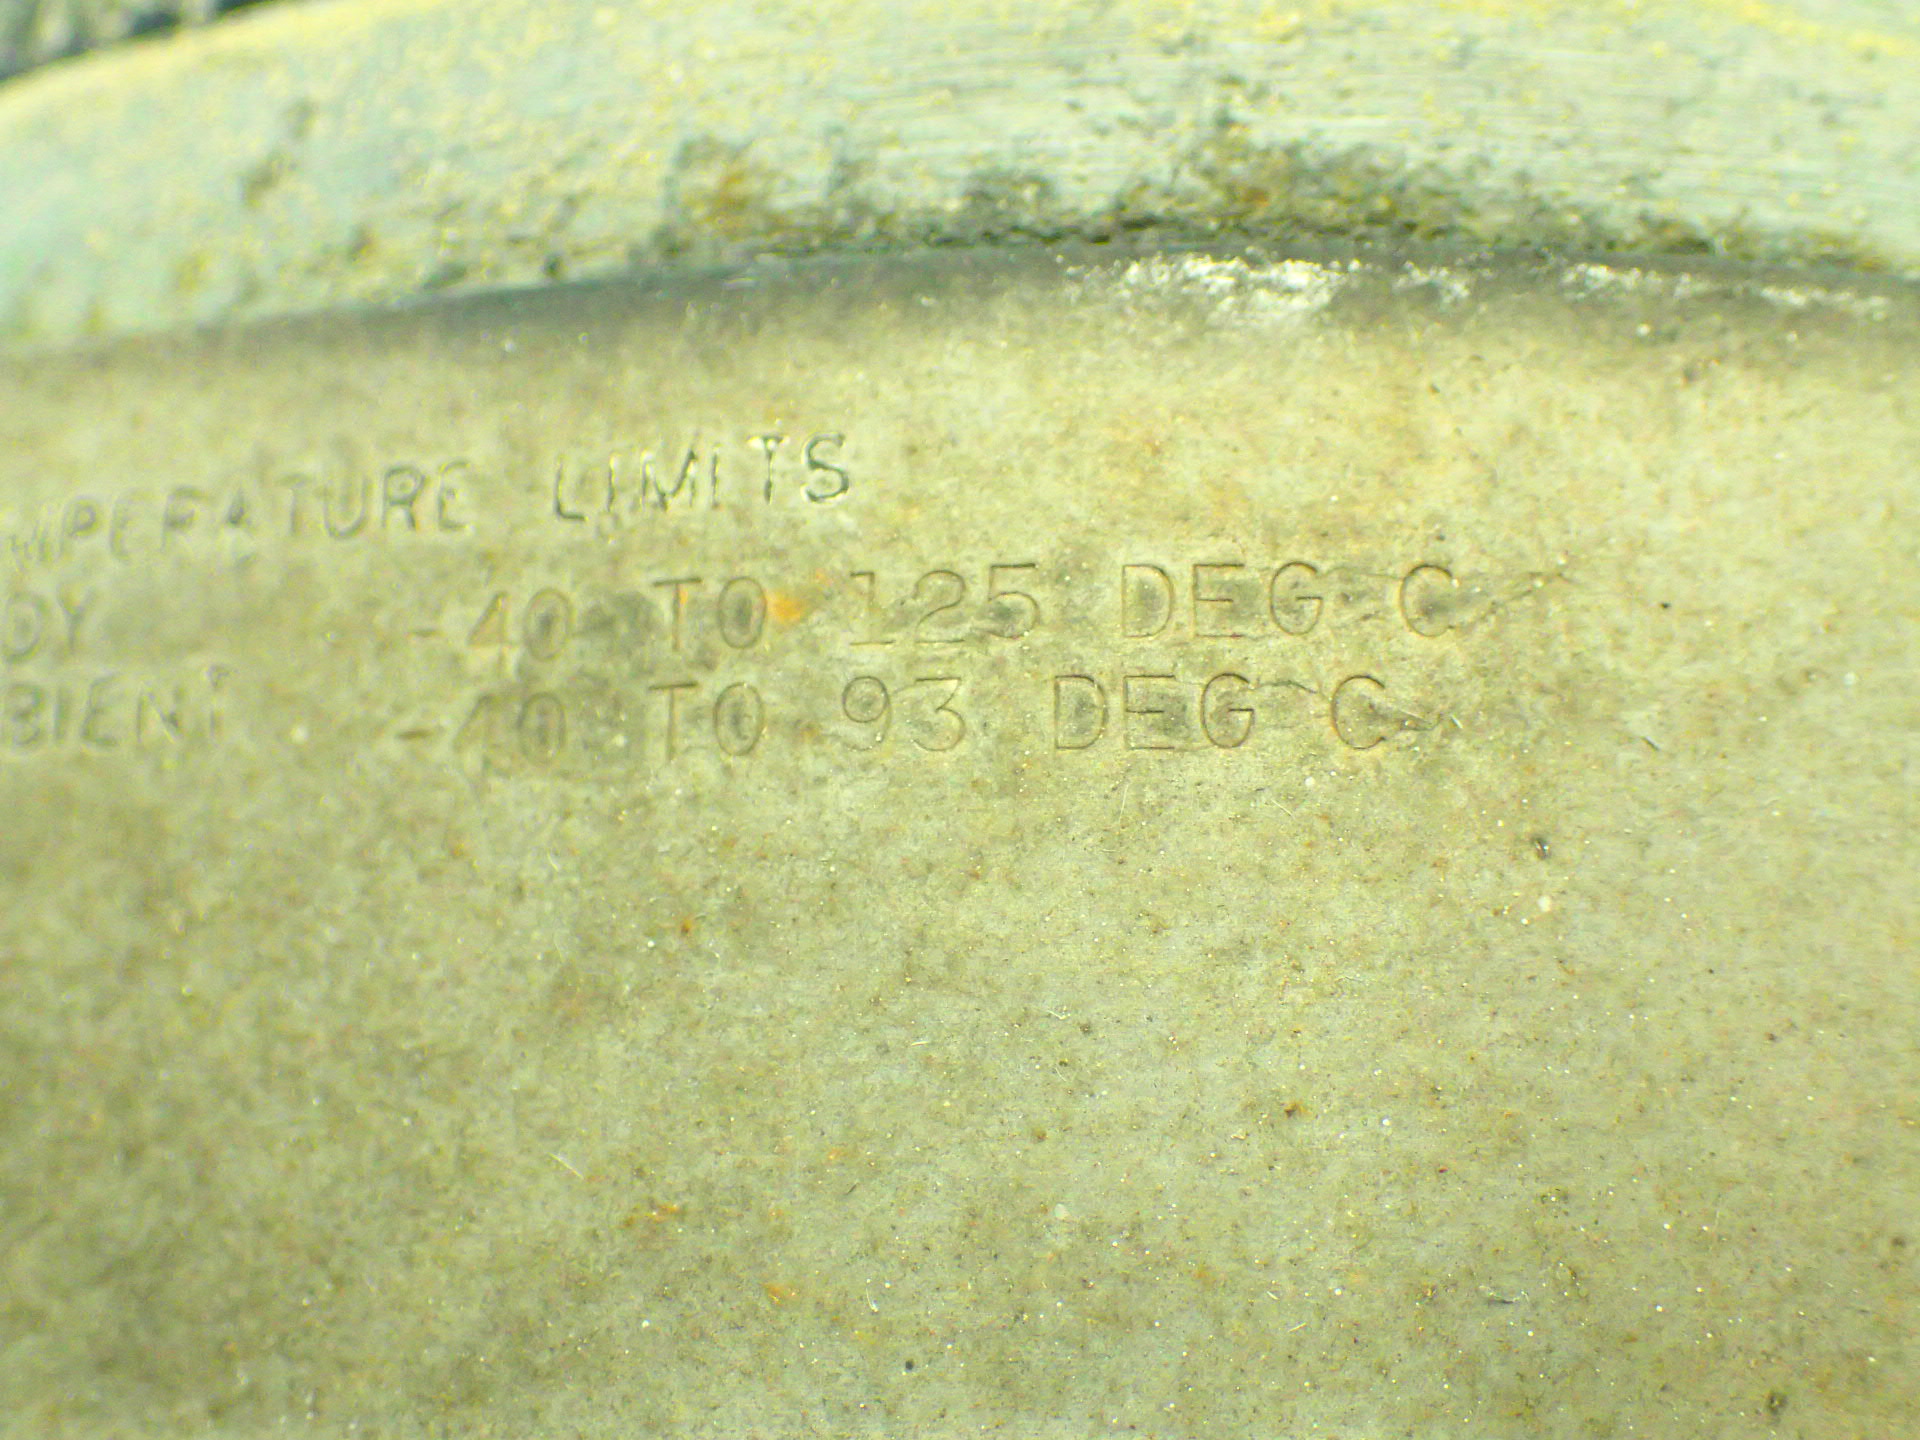 MPERATURE LIMITS
DY -40 TO 125 DEG C
BIENT -40 TO 93 DEG C